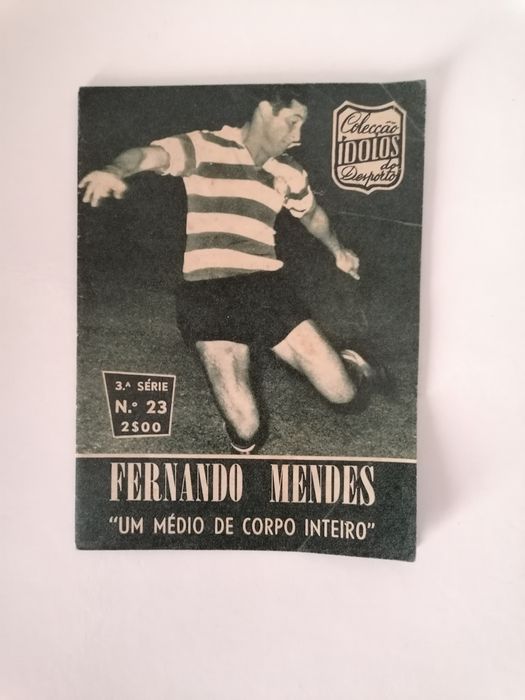 Colecção
ÍDOLOS
do
Desporto
3.ª SÉRIE
N.º 23
2$00
FERNANDO MENDES
"UM MÉDIO DE CORPO INTEIRO"